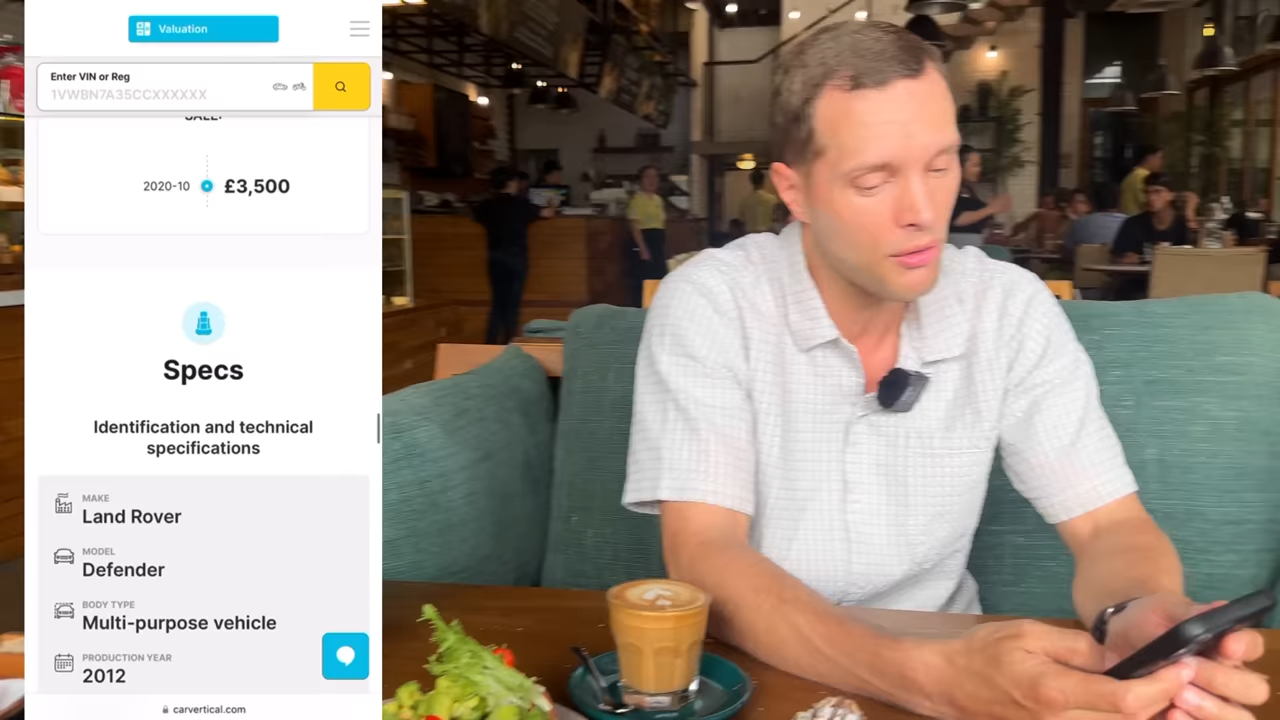 Valuation
Enter VIN or Reg
1VWBN7A35CCXXXXXX
SALE:
2020-10 £3,500
Specs
Identification and technical
specifications
MAKE
Land Rover
MODEL
Defender
BODY TYPE
Multi-purpose vehicle
PRODUCTION YEAR
2012
carvertical.com